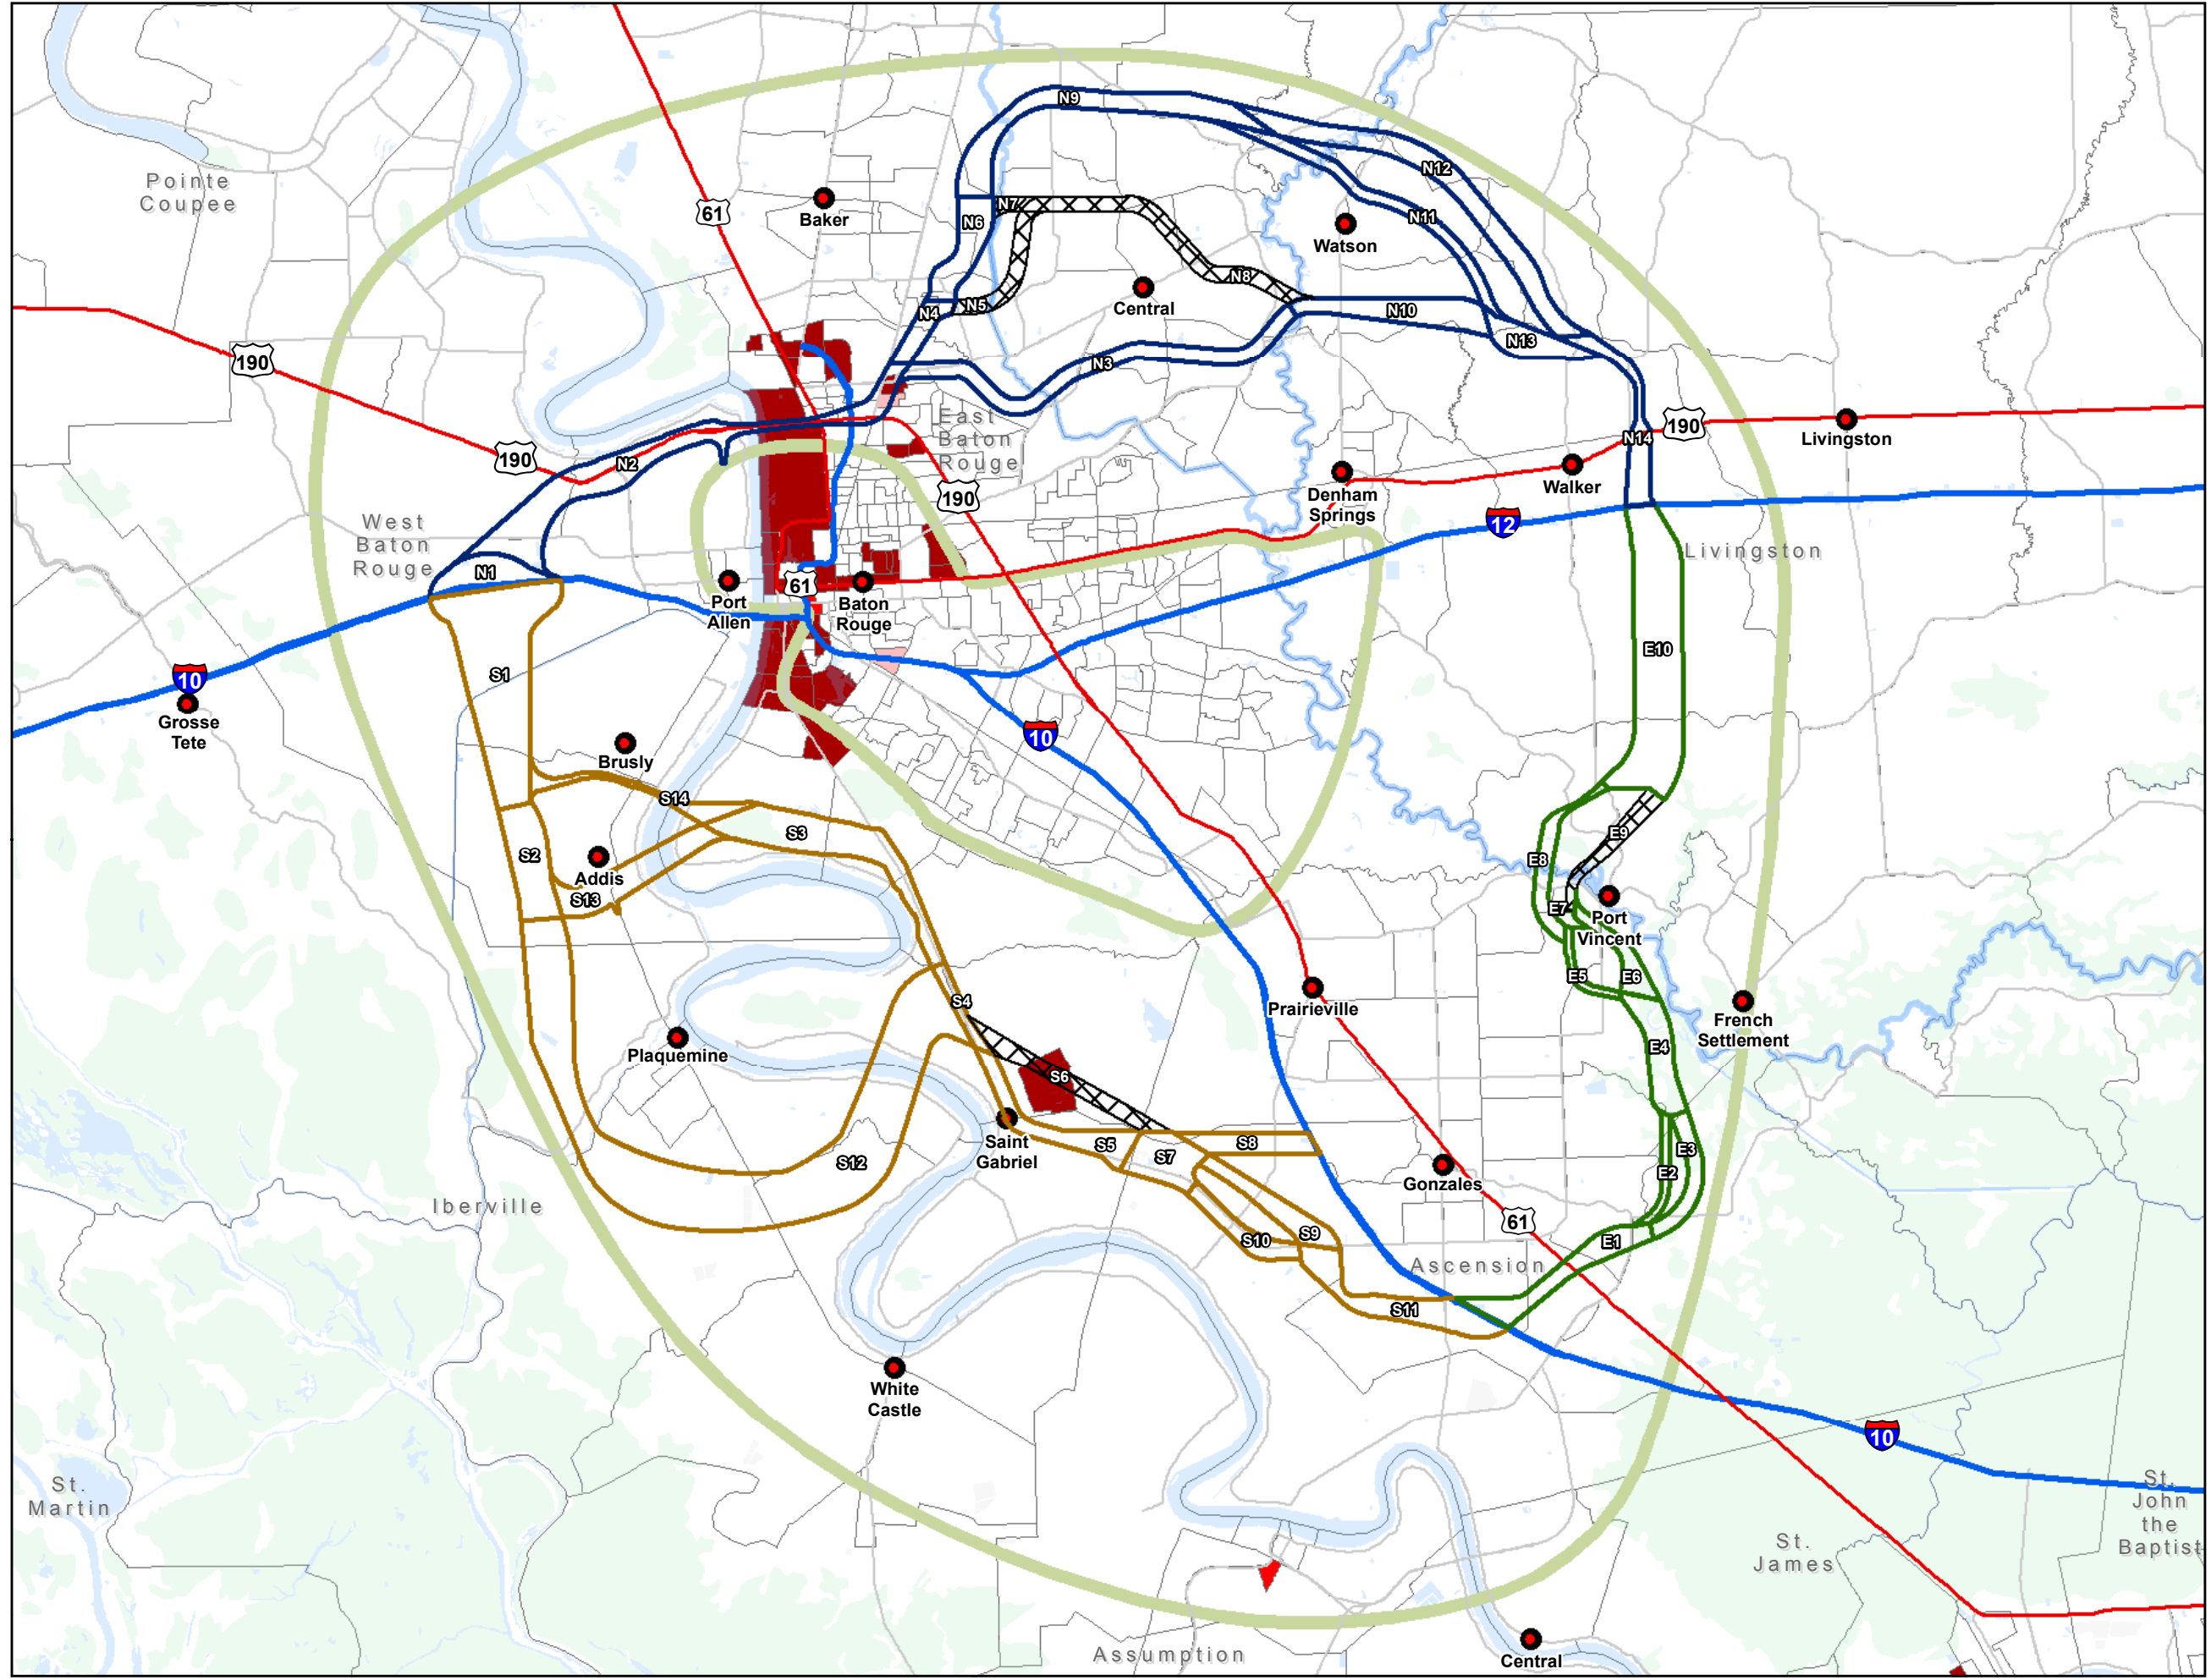 N9
N12
Pointe
Coupee
61
Baker
N7
N6
N11
Watson
N8
Central
N5
N4
N10
N13
190
N3
East
Baton
Rouge
190
Livingston
N14
190
N2
Walker
Denham
Springs
190
12
West
Baton
Rouge
Livingston
N1
61
Port
Allen
Baton
Rouge
E10
S1
10
Grosse
Tete
10
Brusly
S14
S3
E9
S2
E8
Addis
S13
E7
Port
Vincent
E5
E6
S4
Prairieville
French
Settlement
Plaquemine
E4
S6
Saint
Gabriel
S5
S7
S8
E3
E2
S12
Gonzales
Iberville
61
S9
S10
E1
Ascension
S11
White
Castle
10
St.
Martin
St.
John
the
Baptist
St.
James
Assumption
Central